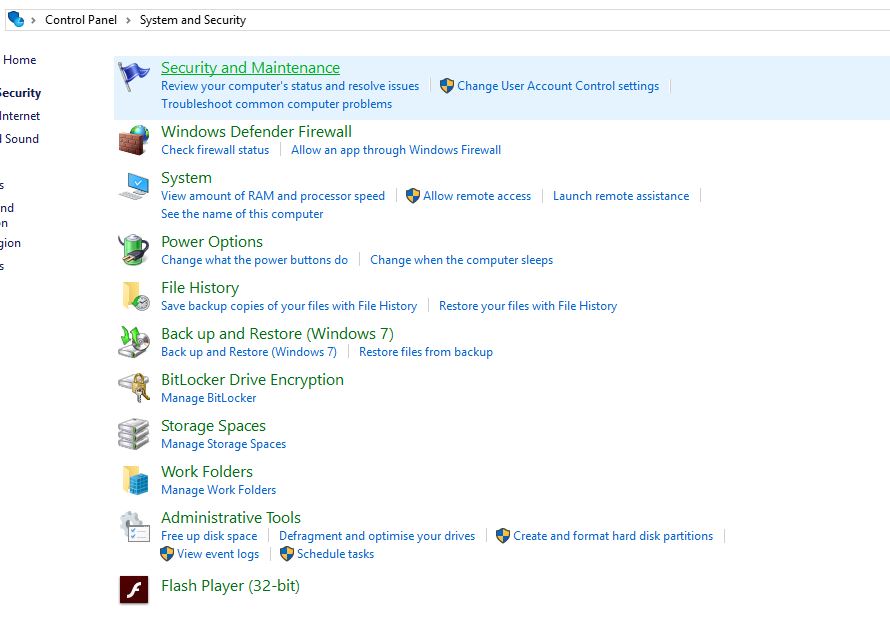 Control Panel > System and Security
Home
Security
Internet
Sound
Security and Maintenance
Review your computer's status and resolve issues Change User Account Control settings
Troubleshoot common computer problems
Windows Defender Firewall
Check firewall status Allow an app through Windows Firewall
System
View amount of RAM and processor speed Allow remote access Launch remote assistance
See the name of this computer
Power Options
Change what the power buttons do Change when the computer sleeps
File History
Save backup copies of your files with File History Restore your files with File History
Back up and Restore (Windows 7)
Back up and Restore (Windows 7) Restore files from backup
BitLocker Drive Encryption
Manage BitLocker
Storage Spaces
Manage Storage Spaces
Work Folders
Manage Work Folders
Administrative Tools
Free up disk space Defragment and optimise your drives Create and format hard disk partitions
View event logs Schedule tasks
Flash Player (32-bit)